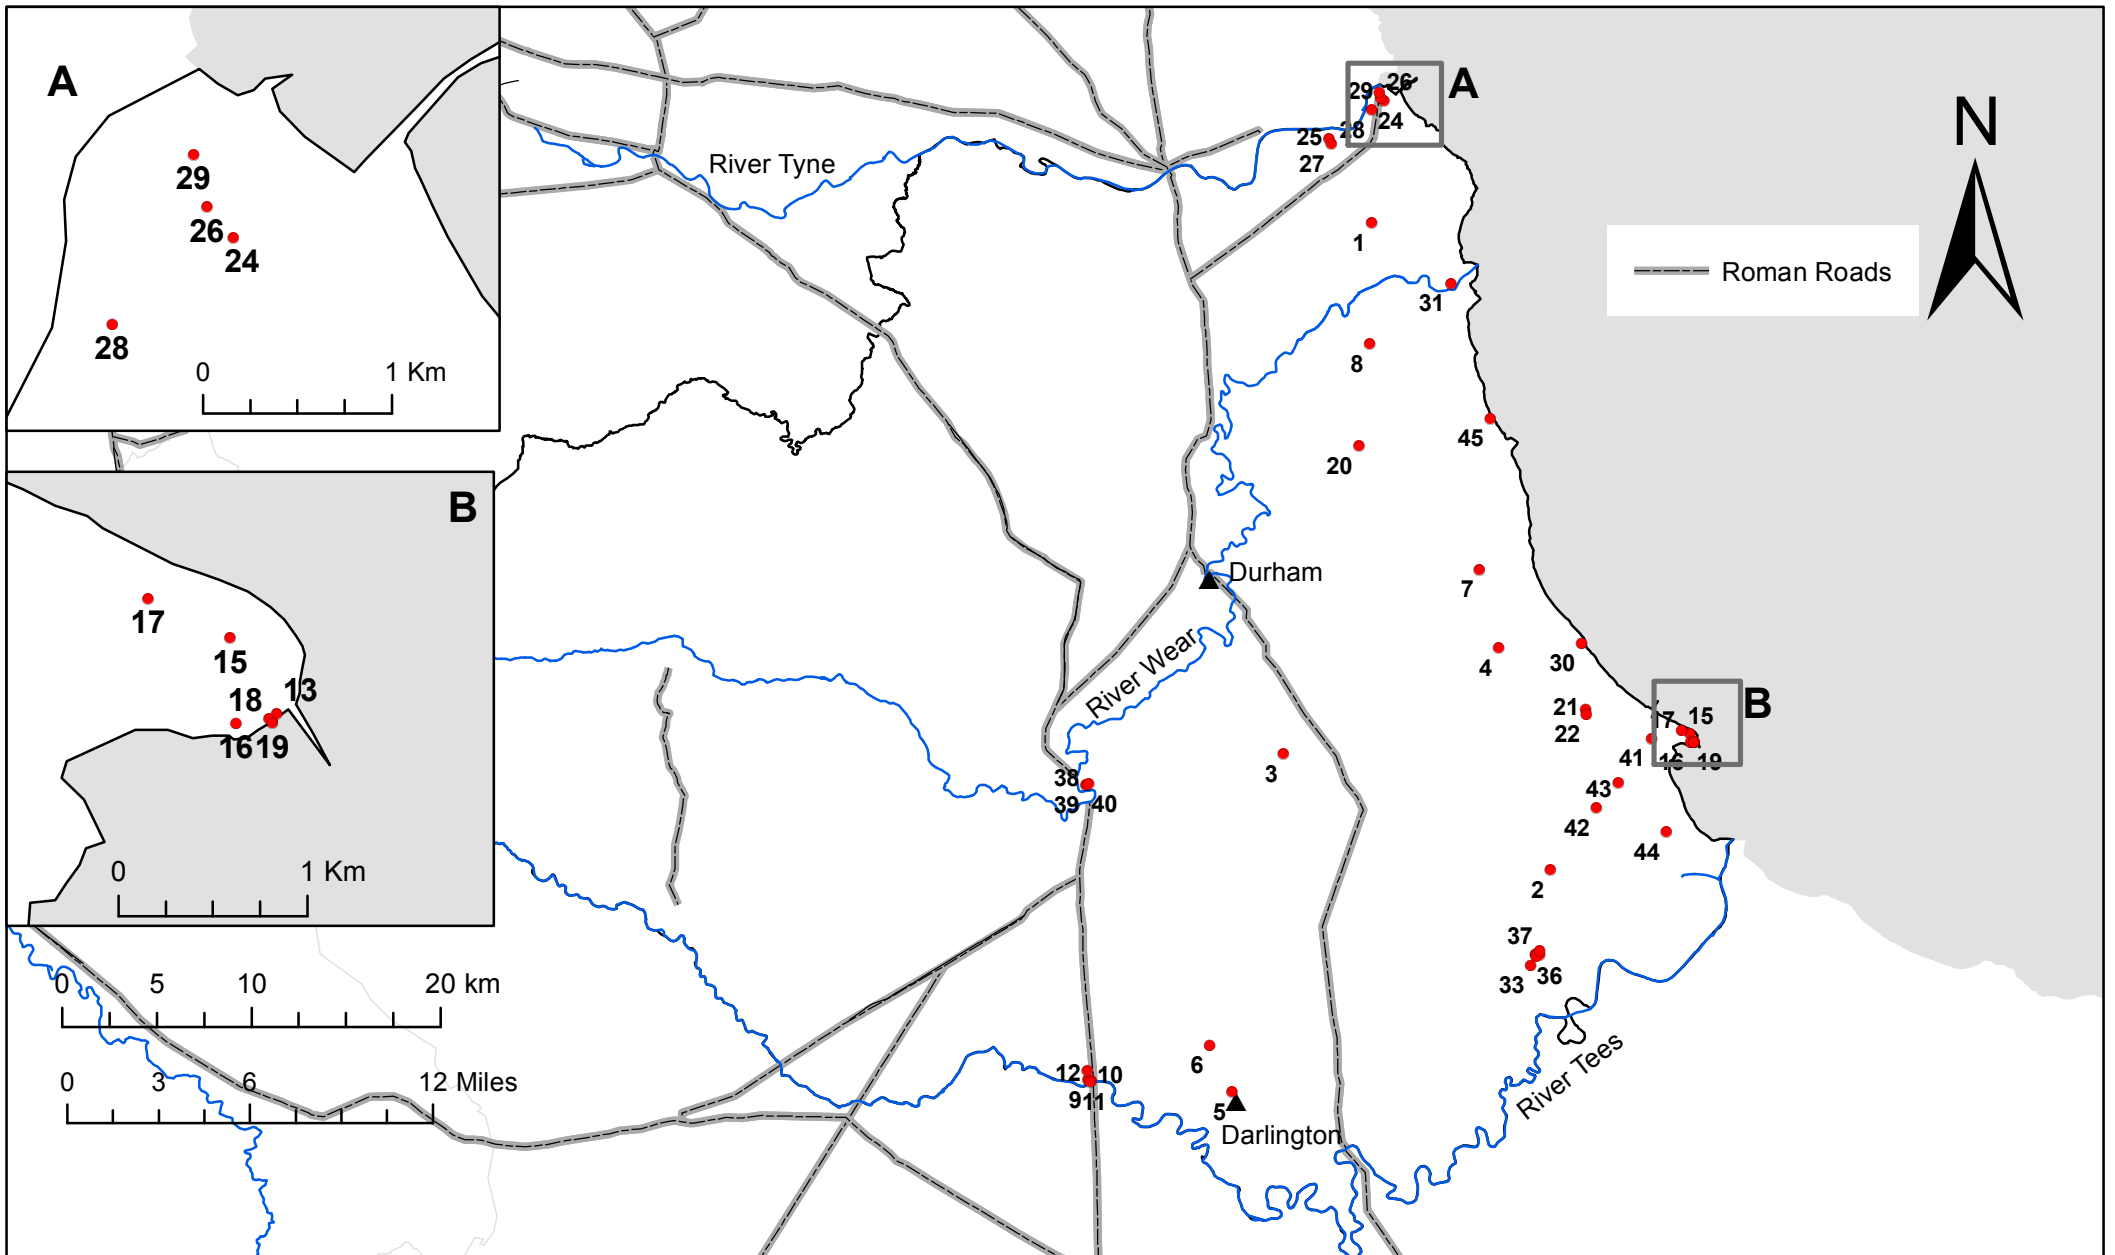 A
29
26
24
28
0 1 Km
B
17
15
18 13
16 19
0 1 Km
0 5 10 20 km
0 3 6 12 Miles
N
Roman Roads
River Tyne
A
26
29
24
28
25
27
1
31
8
45
20
Durham
7
River Wear
4
30
21
22
B
17 15
41 16 19
3
38
39 40
43
42
44
2
37
36
33
River Tees
6
12 10
9 11
5
Darlington